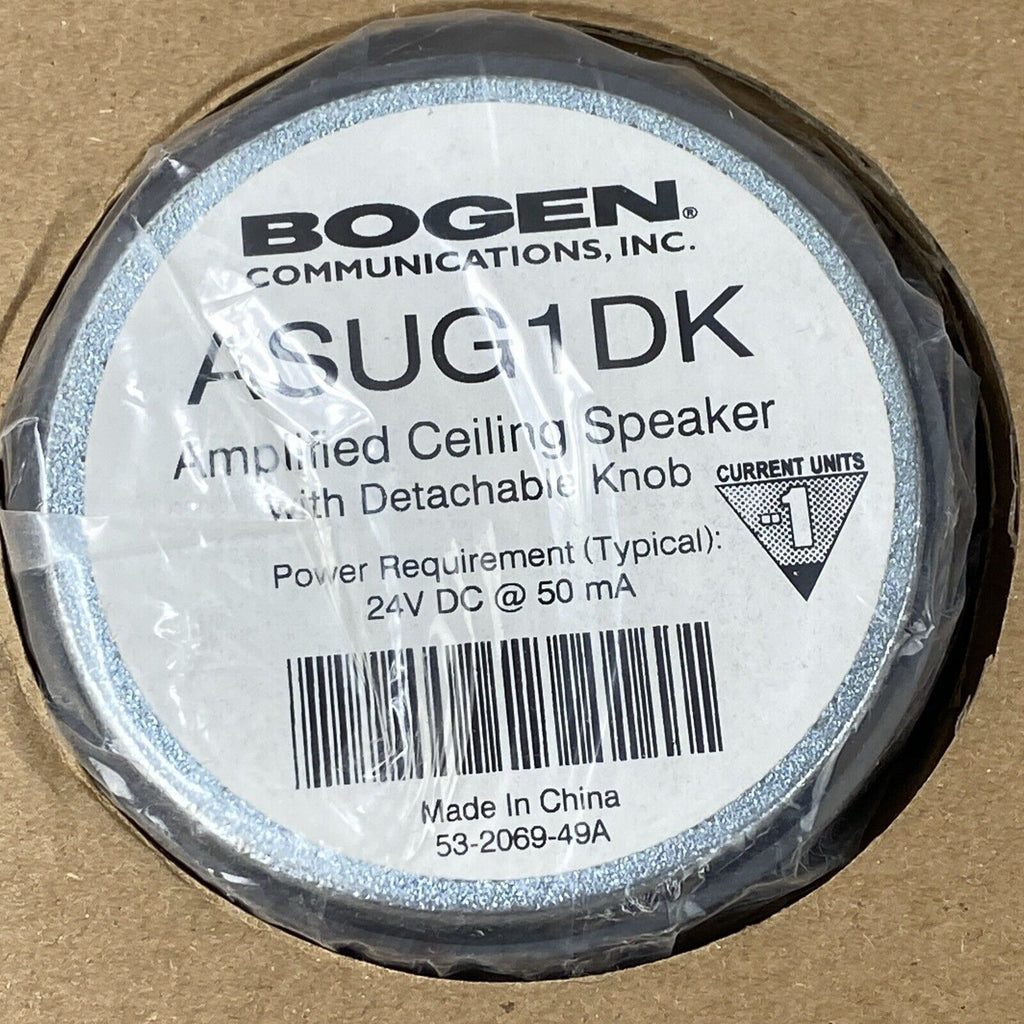 BOGEN®
COMMUNICATIONS, INC.
ASUG1DK
Amplified Ceiling Speaker
with Detachable Knob
CURRENT UNITS
1
Power Requirement (Typical):
24V DC @ 50 mA
Made In China
53-2069-49A